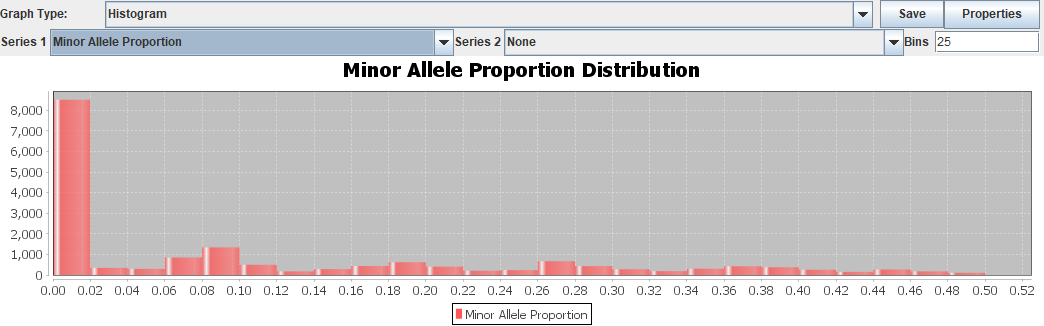 Graph Type: Histogram Save Properties
Series 1 Minor Allele Proportion Series 2 None Bins 25
Minor Allele Proportion Distribution
8,000
7,000
6,000
5,000
4,000
3,000
2,000
1,000
0
0.00 0.02 0.04 0.06 0.08 0.10 0.12 0.14 0.16 0.18 0.20 0.22 0.24 0.26 0.28 0.30 0.32 0.34 0.36 0.38 0.40 0.42 0.44 0.46 0.48 0.50 0.52
Minor Allele Proportion